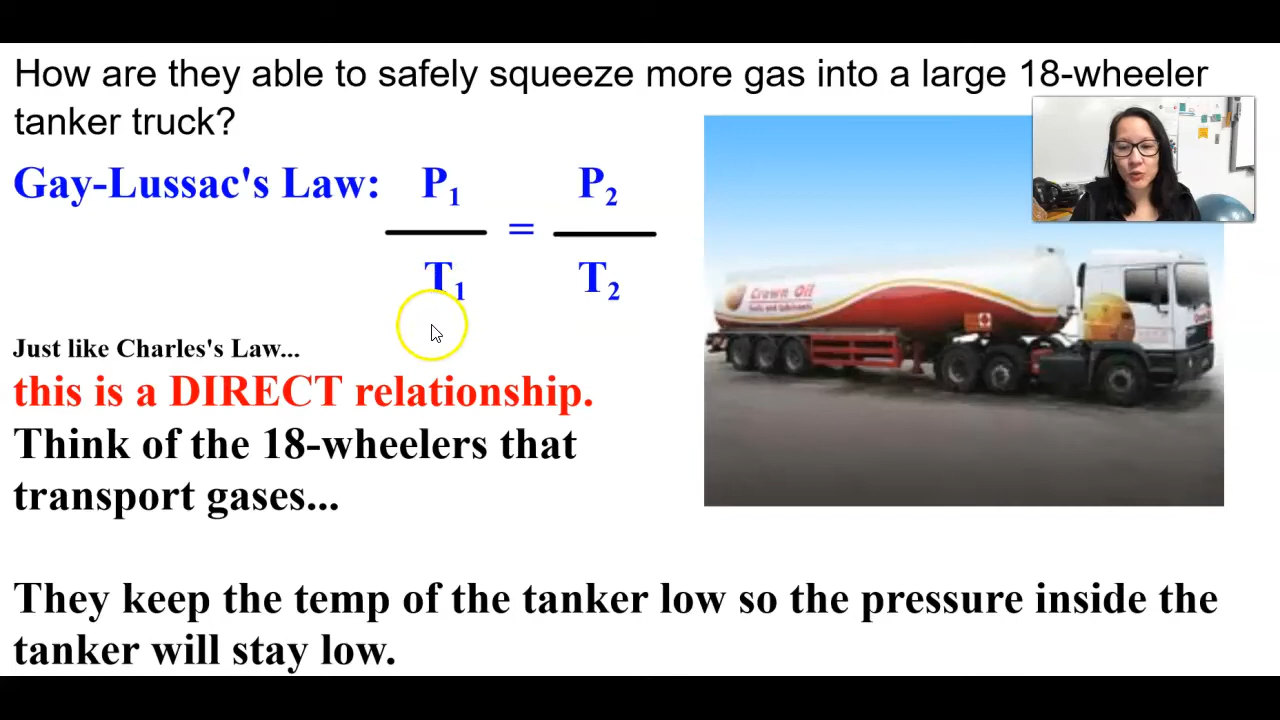 How are they able to safely squeeze more gas into a large 18-wheeler
tanker truck?
Gay-Lussac's Law: P1 = P2
T1 T2
Just like Charles's Law...
this is a DIRECT relationship.
Think of the 18-wheelers that
transport gases...
They keep the temp of the tanker low so the pressure inside the
tanker will stay low.
Crown Oil